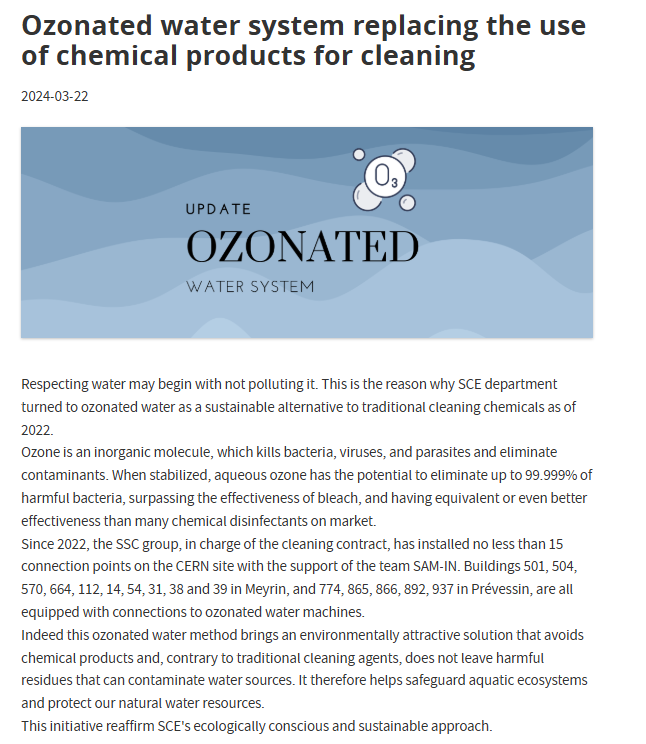 Ozonated water system replacing the use
of chemical products for cleaning
2024-03-22
O3
UPDATE
OZONATED
WATER SYSTEM
Respecting water may begin with not polluting it. This is the reason why SCE department
turned to ozonated water as a sustainable alternative to traditional cleaning chemicals as of
2022.
Ozone is an inorganic molecule, which kills bacteria, viruses, and parasites and eliminate
contaminants. When stabilized, aqueous ozone has the potential to eliminate up to 99.999% of
harmful bacteria, surpassing the effectiveness of bleach, and having equivalent or even better
effectiveness than many chemical disinfectants on market.
Since 2022, the SSC group, in charge of the cleaning contract, has installed no less than 15
connection points on the CERN site with the support of the team SAM-IN. Buildings 501, 504,
570, 664, 112, 14, 54, 31, 38 and 39 in Meyrin, and 774, 865, 866, 892, 937 in Prévessin, are all
equipped with connections to ozonated water machines.
Indeed this ozonated water method brings an environmentally attractive solution that avoids
chemical products and, contrary to traditional cleaning agents, does not leave harmful
residues that can contaminate water sources. It therefore helps safeguard aquatic ecosystems
and protect our natural water resources.
This initiative reaffirm SCE's ecologically conscious and sustainable approach.